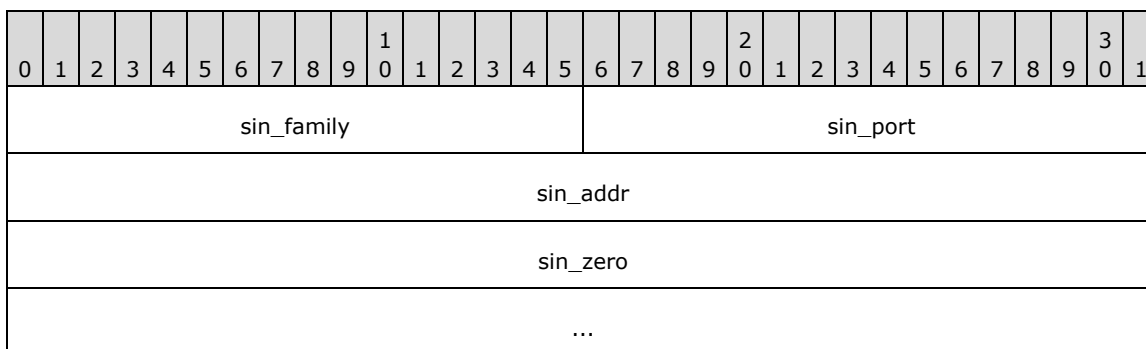 1 2 3
0 1 2 3 4 5 6 7 8 9 0 1 2 3 4 5 6 7 8 9 0 1 2 3 4 5 6 7 8 9 0 1
sin_family sin_port
sin_addr
sin_zero
...